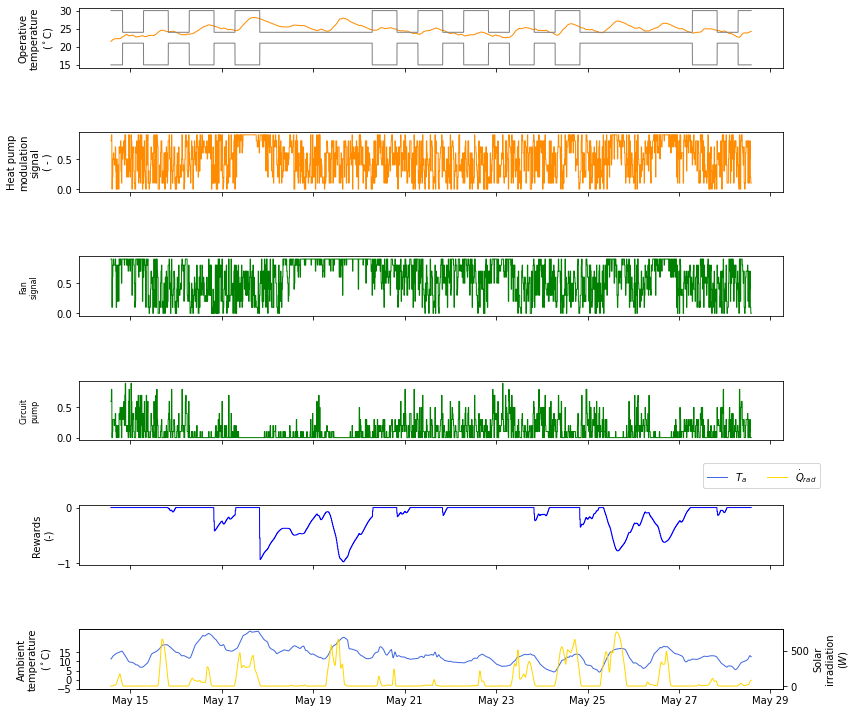 30
25
20
15
Operative
temperature
(°C)
0.5
0.0
Heat pump
modulation
signal
( - )
0.5
0.0
Fan
signal
0.5
0.0
Circuit
pump
Tₐ
Q̇rad
0
−1
Rewards
(-)
15
10
5
0
−5
Ambient
temperature
(°C)
500
0
Solar
irradiation
(W)
May 15
May 17
May 19
May 21
May 23
May 25
May 27
May 29